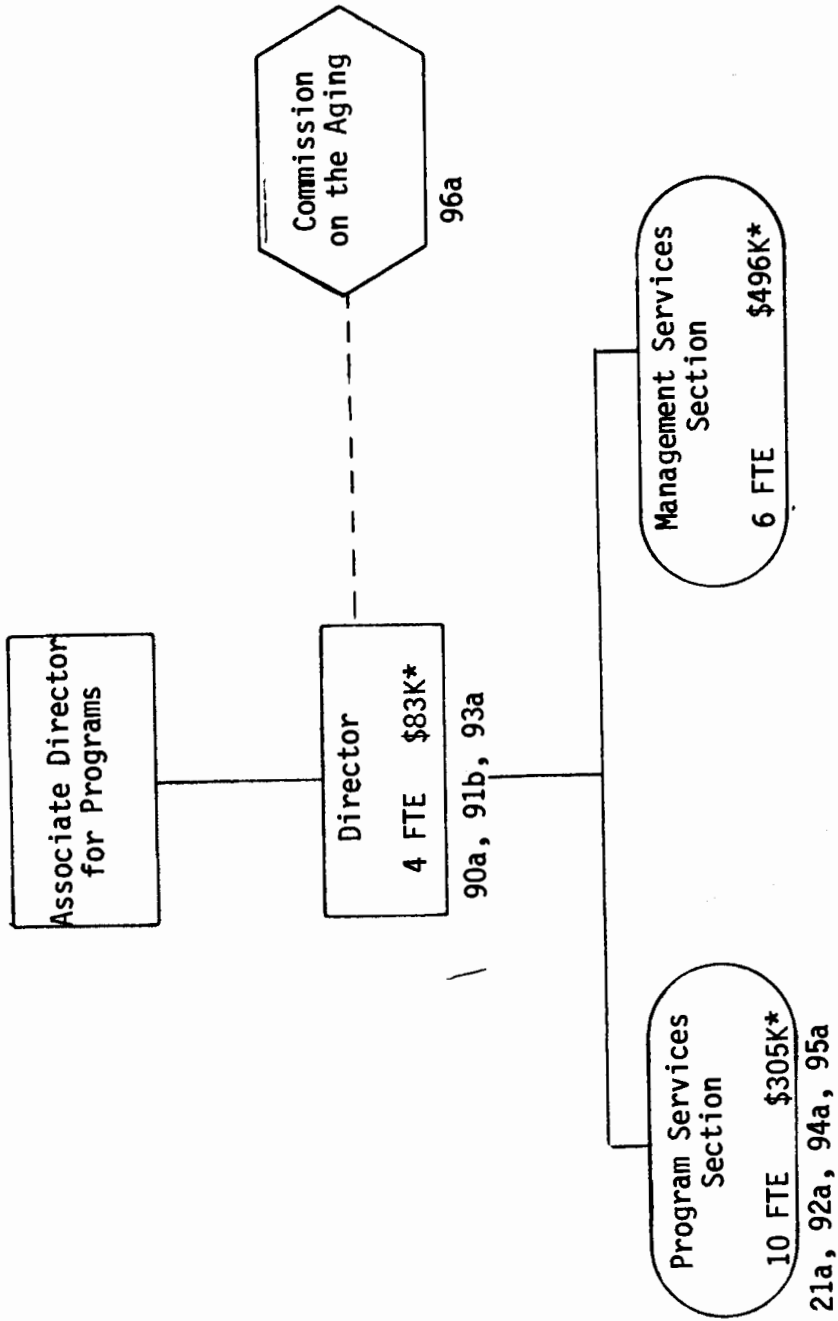 Associate Director
for Programs
Commission
on the Aging
96a
Director
4 FTE $83K*
90a, 91b, 93a
Program Services
Section
10 FTE $305K*
21a, 92a, 94a, 95a
Management Services
Section
6 FTE $496K*